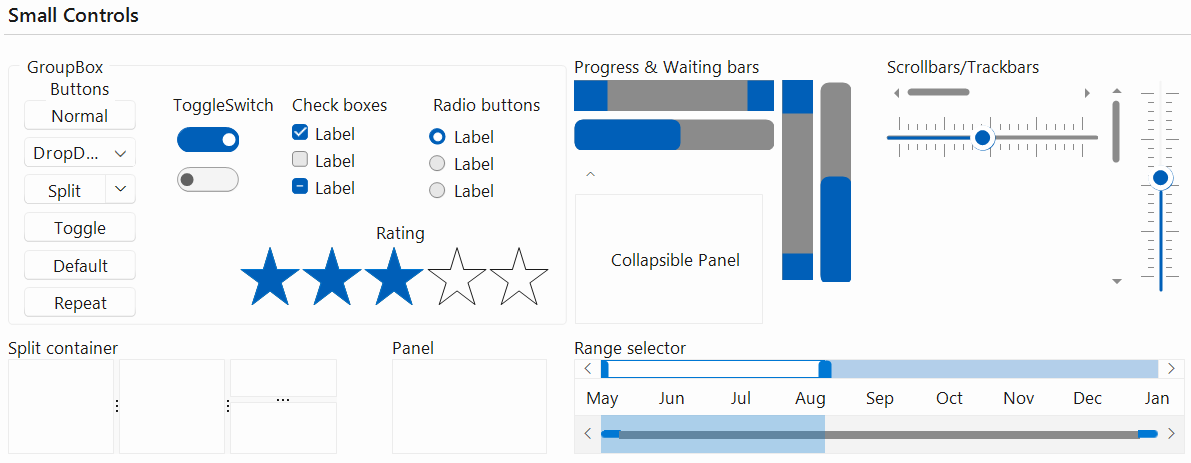 Small Controls
GroupBox
Buttons
Normal
DropD...
Split
Toggle
Default
Repeat
ToggleSwitch
Check boxes
Label
Label
Label
Radio buttons
Label
Label
Label
Rating
Progress & Waiting bars
Collapsible Panel
Scrollbars/Trackbars
Split container
Panel
Range selector
May Jun Jul Aug Sep Oct Nov Dec Jan